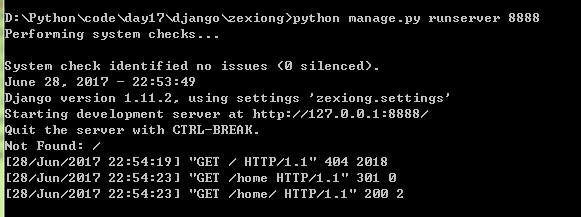 D:\Python\code\day17\django\zexiong>python manage.py runserver 8888
Performing system checks...
System check identified no issues (0 silenced).
June 28, 2017 - 22:53:49
Django version 1.11.2, using settings 'zexiong.settings'
Starting development server at http://127.0.0.1:8888/
Quit the server with CTRL-BREAK.
Not Found: /
[28/Jun/2017 22:54:19] "GET / HTTP/1.1" 404 2018
[28/Jun/2017 22:54:23] "GET /home HTTP/1.1" 301 0
[28/Jun/2017 22:54:23] "GET /home/ HTTP/1.1" 200 2